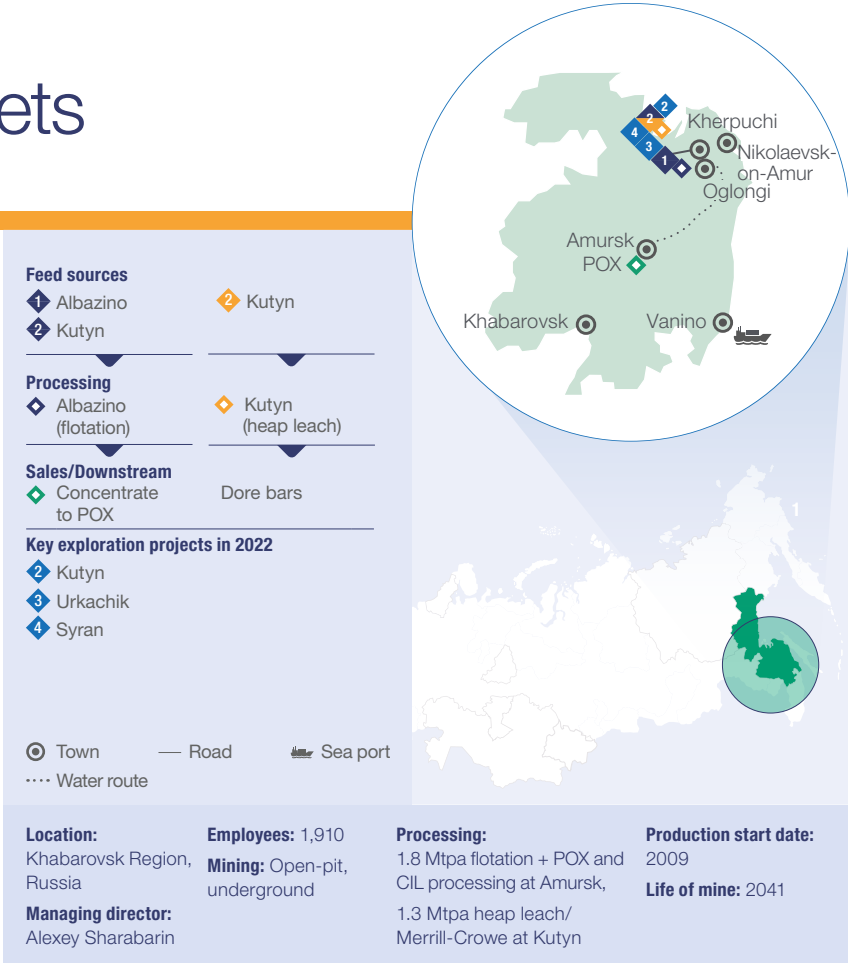 ets
2
2
4
3
1
Kherpuchi
Nikolaevsk-
on-Amur
Oglongi
Amursk
POX
Khabarovsk
Vanino
Feed sources
1 Albazino
2 Kutyn
2 Kutyn
Processing
Albazino
(flotation)
Kutyn
(heap leach)
Sales/Downstream
Concentrate
to POX
Dore bars
Key exploration projects in 2022
2 Kutyn
3 Urkachik
4 Syran
1
Town
Road
Sea port
Water route
Location:
Khabarovsk Region,
Russia
Managing director:
Alexey Sharabarin
Employees: 1,910
Mining: Open-pit,
underground
Processing:
1.8 Mtpa flotation + POX and
CIL processing at Amursk,
1.3 Mtpa heap leach/
Merrill-Crowe at Kutyn
Production start date:
2009
Life of mine: 2041